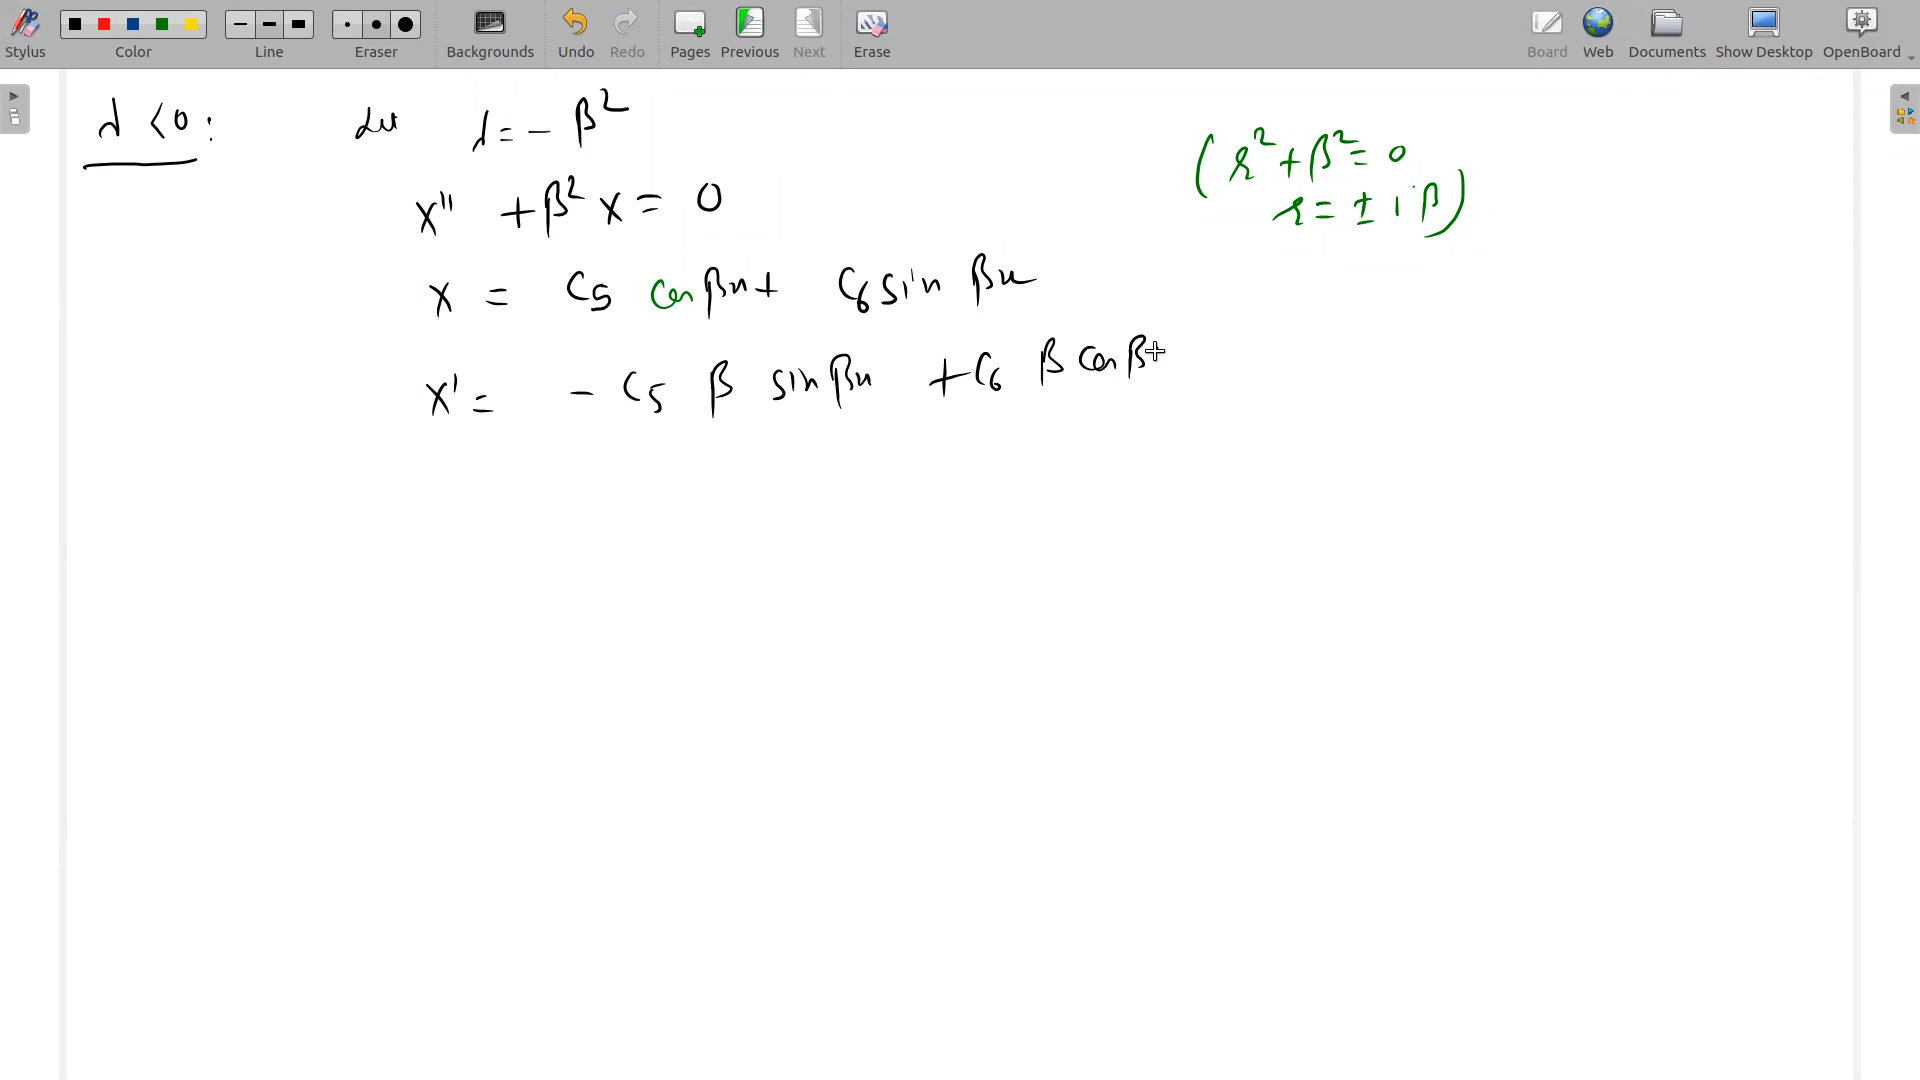 Stylus Color Line Eraser Backgrounds Undo Redo Pages Previous Next Erase Board Web Documents Show Desktop OpenBoard
λ < 0 : Let λ = - β²
X'' + β² X = 0
(r² + β² = 0
r = ± i β)
X = C5 cos βx + C6 sin βx
X' = - C5 β sin βx + C6 β cos β